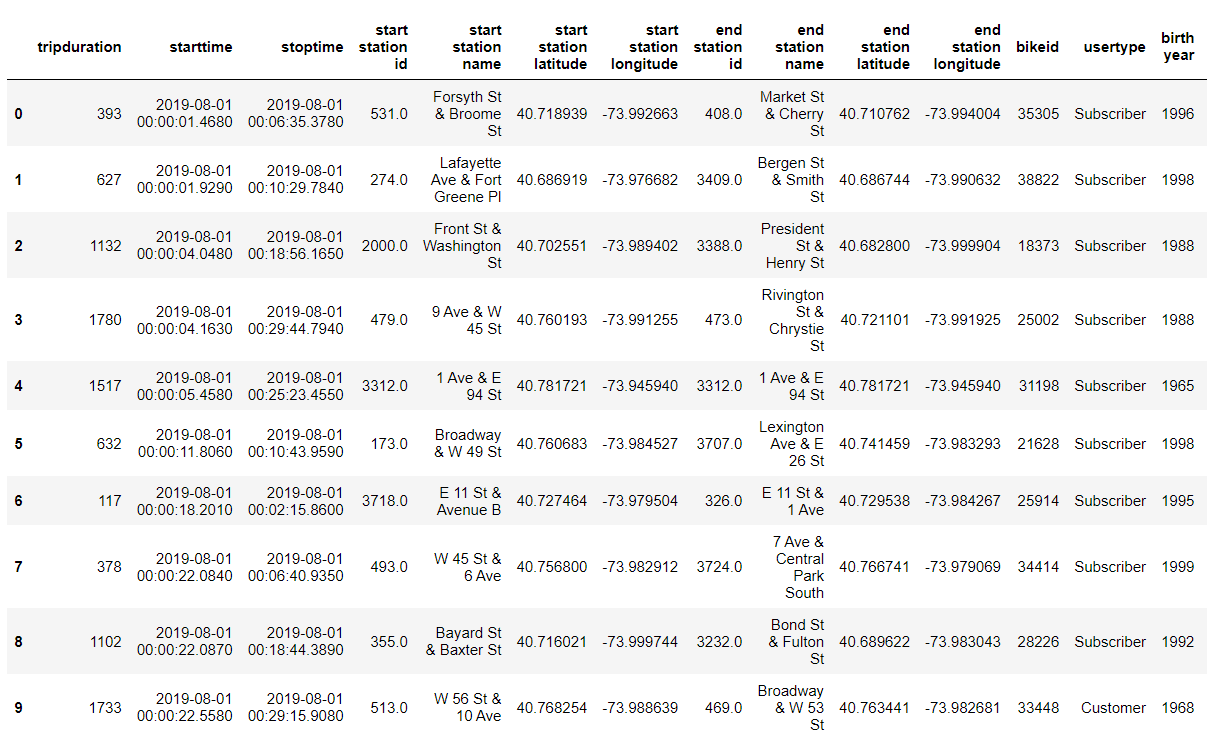 tripduration starttime stoptime start station id start station name start station latitude start station longitude end station id end station name end station latitude end station longitude bikeid usertype birth year
0 393 2019-08-01 00:00:01.4680 2019-08-01 00:06:35.3780 531.0 Forsyth St & Broome St 40.718939 -73.992663 408.0 Market St & Cherry St 40.710762 -73.994004 35305 Subscriber 1996
1 627 2019-08-01 00:00:01.9290 2019-08-01 00:10:29.7840 274.0 Lafayette Ave & Fort Greene Pl 40.686919 -73.976682 3409.0 Bergen St & Smith St 40.686744 -73.990632 38822 Subscriber 1998
2 1132 2019-08-01 00:00:04.0480 2019-08-01 00:18:56.1650 2000.0 Front St & Washington St 40.702551 -73.989402 3388.0 President St & Henry St 40.682800 -73.999904 18373 Subscriber 1988
3 1780 2019-08-01 00:00:04.1630 2019-08-01 00:29:44.7940 479.0 9 Ave & W 45 St 40.760193 -73.991255 473.0 Rivington St & Chrystie St 40.721101 -73.991925 25002 Subscriber 1988
4 1517 2019-08-01 00:00:05.4580 2019-08-01 00:25:23.4550 3312.0 1 Ave & E 94 St 40.781721 -73.945940 3312.0 1 Ave & E 94 St 40.781721 -73.945940 31198 Subscriber 1965
5 632 2019-08-01 00:00:11.8060 2019-08-01 00:10:43.9590 173.0 Broadway & W 49 St 40.760683 -73.984527 3707.0 Lexington Ave & E 26 St 40.741459 -73.983293 21628 Subscriber 1998
6 117 2019-08-01 00:00:18.2010 2019-08-01 00:02:15.8600 3718.0 E 11 St & Avenue B 40.727464 -73.979504 326.0 E 11 St & 1 Ave 40.729538 -73.984267 25914 Subscriber 1995
7 378 2019-08-01 00:00:22.0840 2019-08-01 00:06:40.9350 493.0 W 45 St & 6 Ave 40.756800 -73.982912 3724.0 7 Ave & Central Park South 40.766741 -73.979069 34414 Subscriber 1999
8 1102 2019-08-01 00:00:22.0870 2019-08-01 00:18:44.3890 355.0 Bayard St & Baxter St 40.716021 -73.999744 3232.0 Bond St & Fulton St 40.689622 -73.983043 28226 Subscriber 1992
9 1733 2019-08-01 00:00:22.5580 2019-08-01 00:29:15.9080 513.0 W 56 St & 10 Ave 40.768254 -73.988639 469.0 Broadway & W 53 St 40.763441 -73.982681 33448 Customer 1968